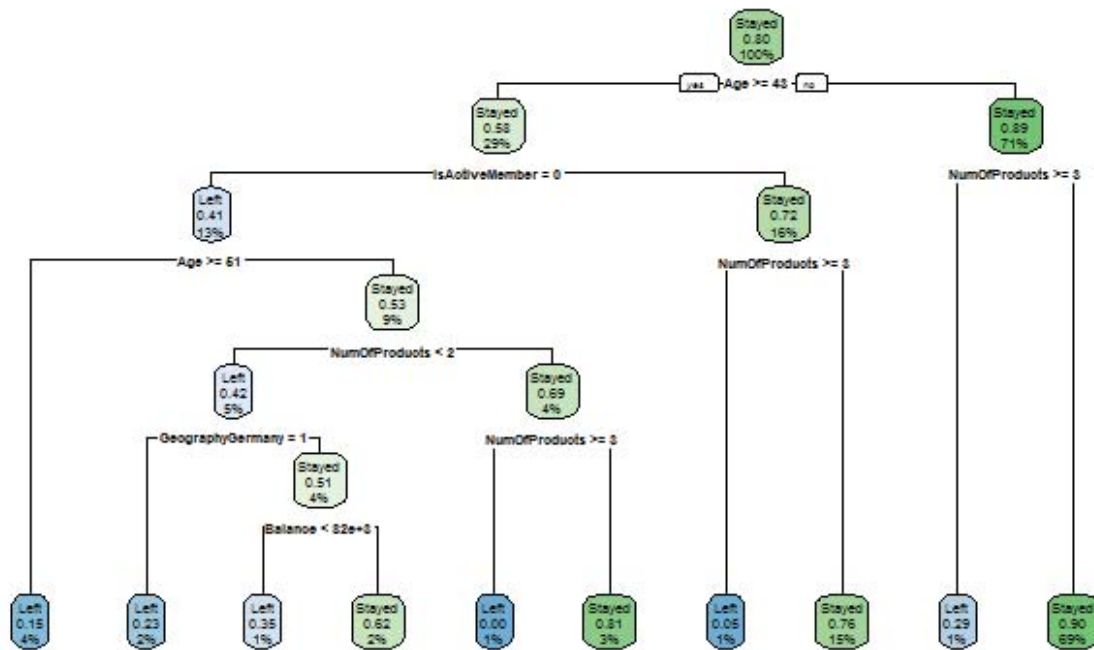 Stayed
0.80
100%
yes Age >= 43 no
Stayed
0.58
29%
Stayed
0.89
71%
IsActiveMember = 0
NumOfProducts >= 3
Left
0.41
13%
Stayed
0.72
16%
Age >= 51
NumOfProducts >= 3
Stayed
0.53
9%
NumOfProducts < 2
Left
0.42
5%
Stayed
0.69
4%
GeographyGermany = 1
NumOfProducts >= 3
Stayed
0.51
4%
Balance < 82e+3
Left
0.15
4%
Left
0.23
2%
Left
0.35
1%
Stayed
0.62
2%
Left
0.00
1%
Stayed
0.81
3%
Left
0.05
1%
Stayed
0.76
15%
Left
0.29
1%
Stayed
0.90
69%